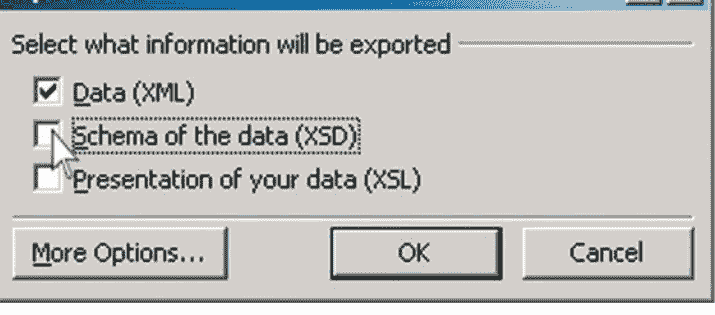 Select what information will be exported
Data (XML)
Schema of the data (XSD)
Presentation of your data (XSL)
More Options...
OK
Cancel